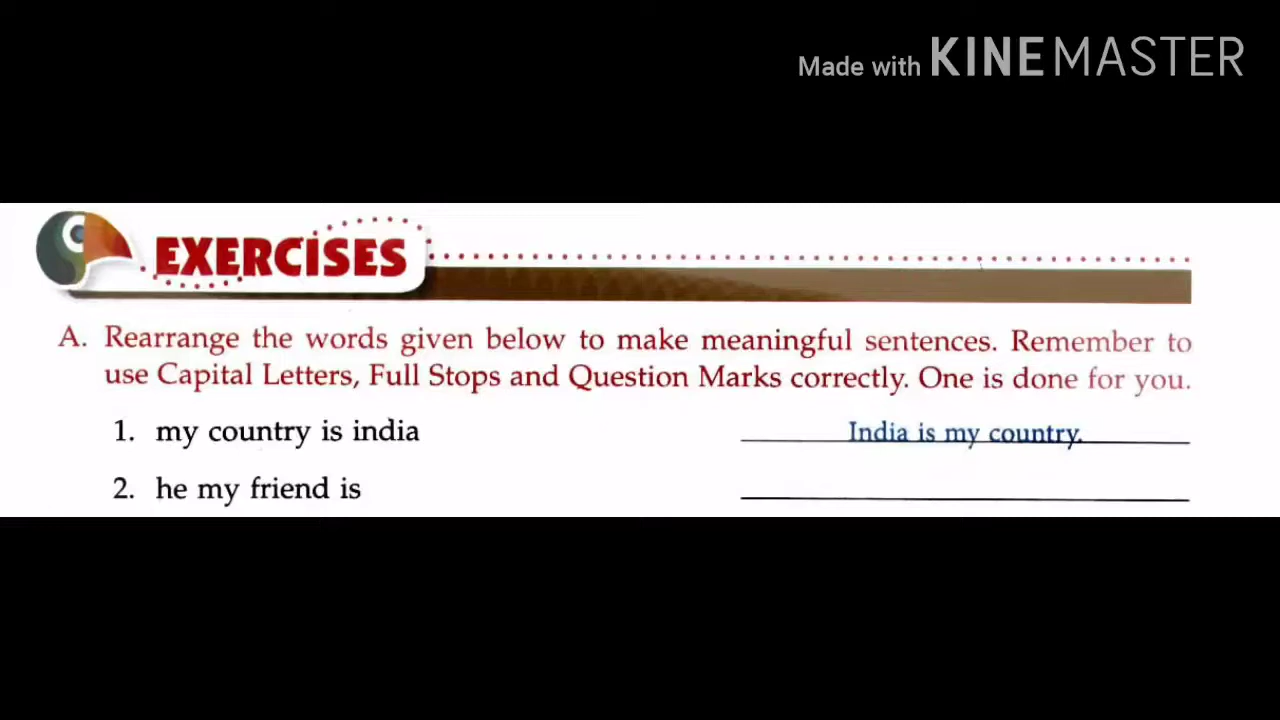 Made with KINEMASTER
EXERCISES
A. Rearrange the words given below to make meaningful sentences. Remember to
use Capital Letters, Full Stops and Question Marks correctly. One is done for you.
1. my country is india India is my country.
2. he my friend is